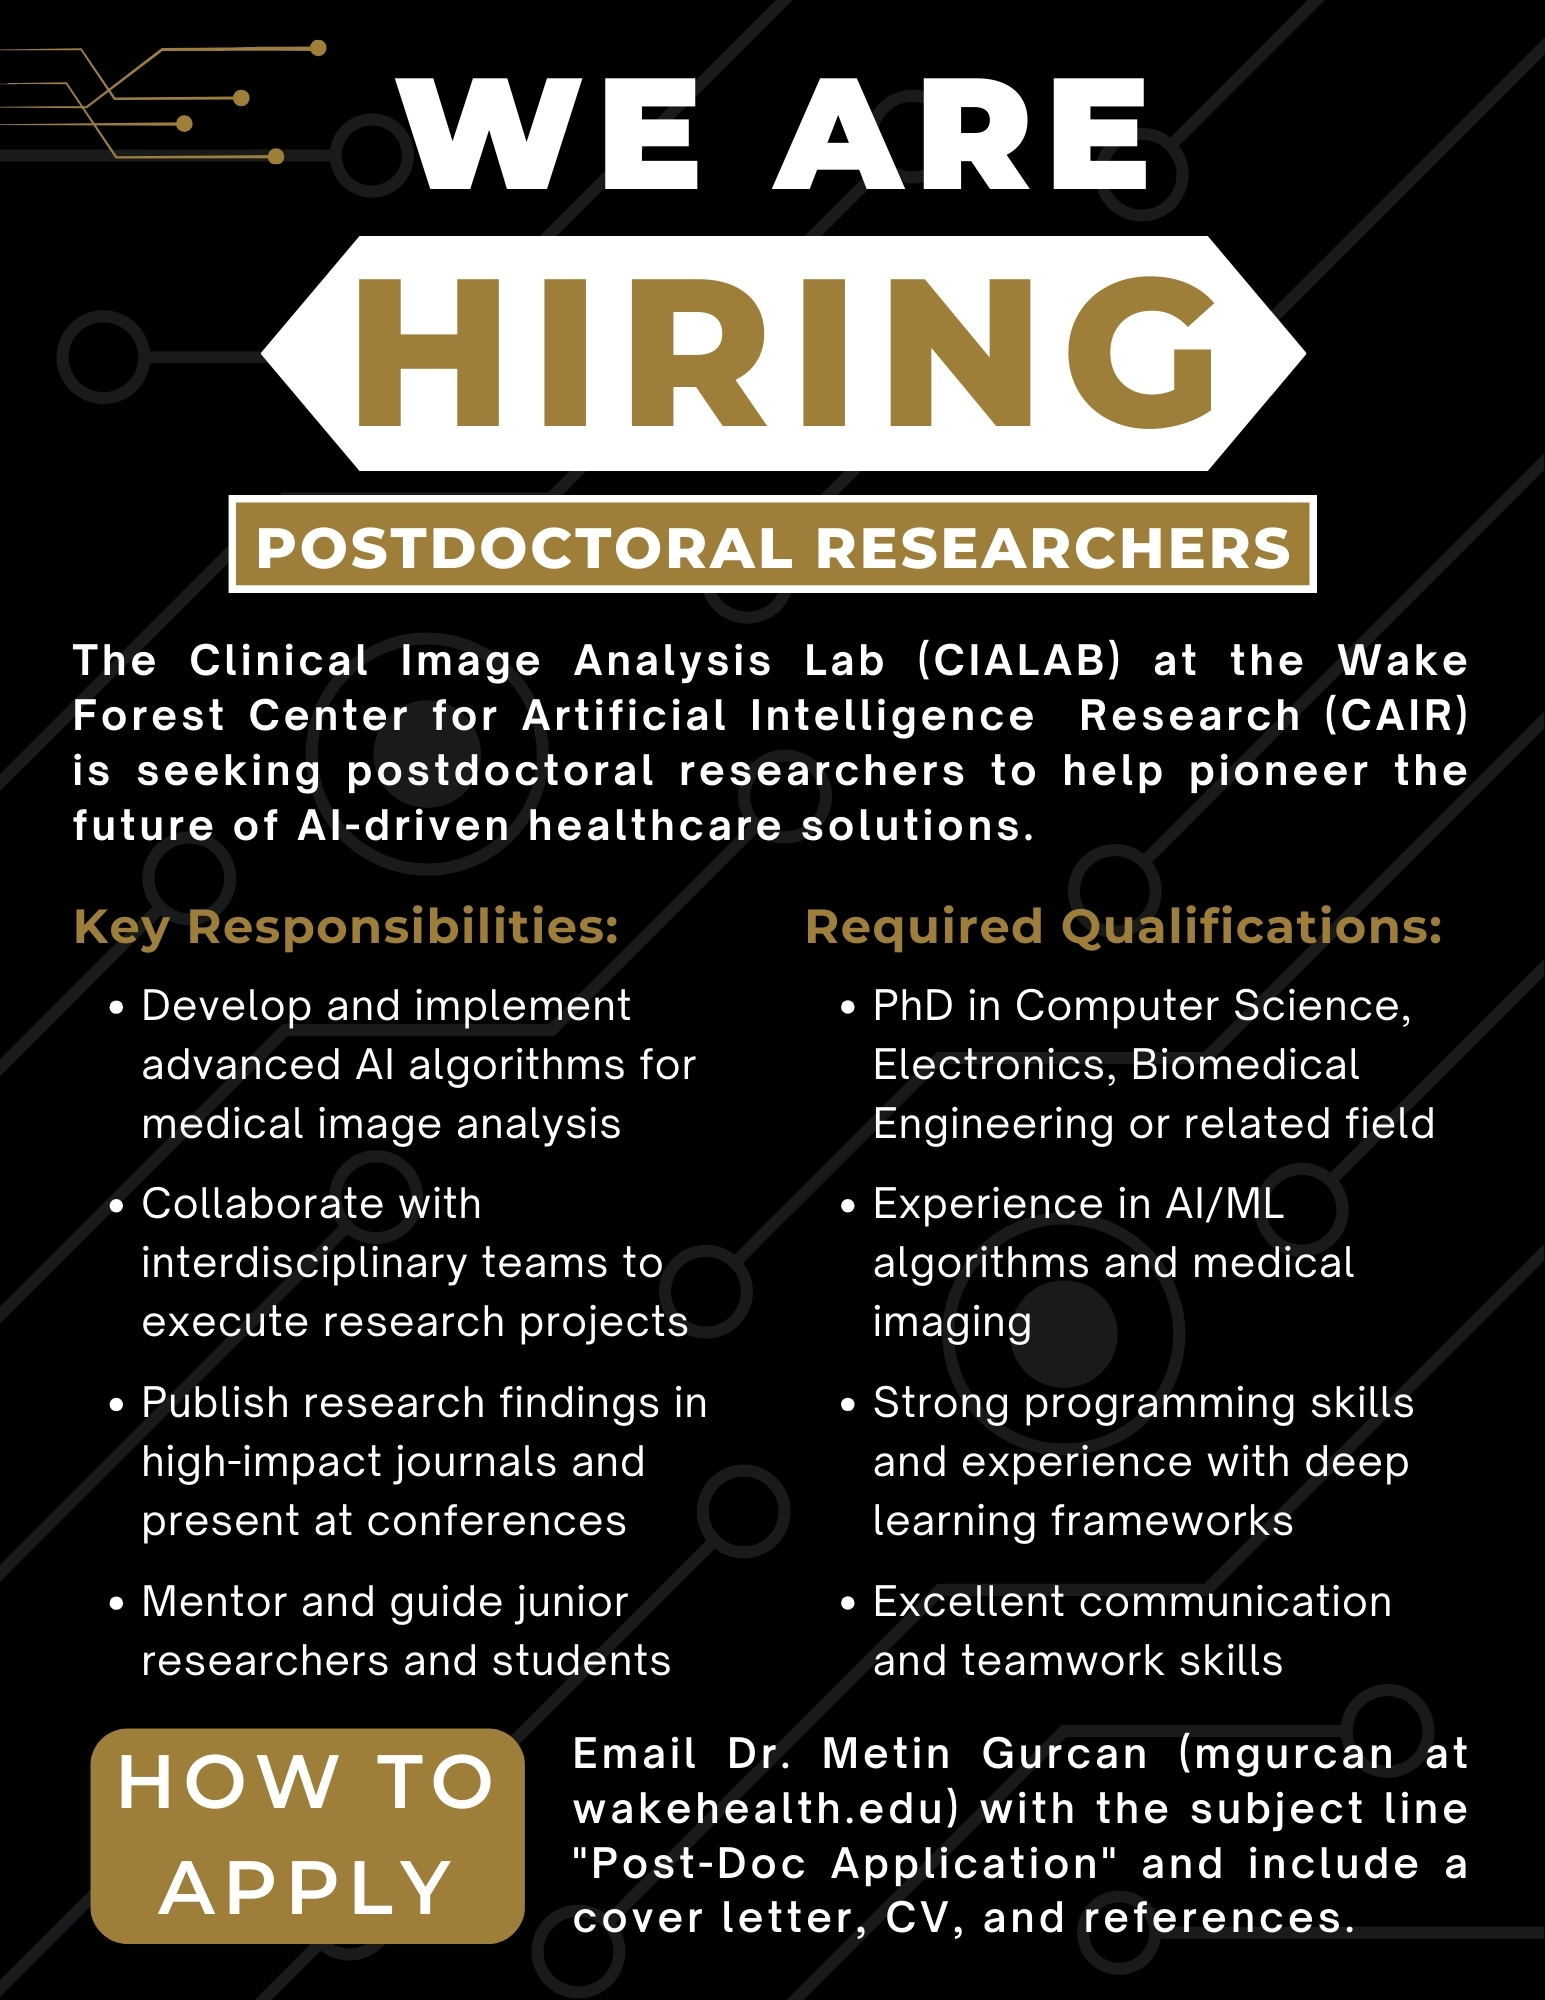 WE ARE
HIRING
POSTDOCTORAL RESEARCHERS
The Clinical Image Analysis Lab (CIALAB) at the Wake
Forest Center for Artificial Intelligence Research (CAIR)
is seeking postdoctoral researchers to help pioneer the
future of AI-driven healthcare solutions.
Key Responsibilities:
• Develop and implement
advanced AI algorithms for
medical image analysis
• Collaborate with
interdisciplinary teams to
execute research projects
• Publish research findings in
high-impact journals and
present at conferences
• Mentor and guide junior
researchers and students
Required Qualifications:
• PhD in Computer Science,
Electronics, Biomedical
Engineering or related field
• Experience in AI/ML
algorithms and medical
imaging
• Strong programming skills
and experience with deep
learning frameworks
• Excellent communication
and teamwork skills
HOW TO
APPLY
Email Dr. Metin Gurcan (mgurcan at
wakehealth.edu) with the subject line
"Post-Doc Application" and include a
cover letter, CV, and references.